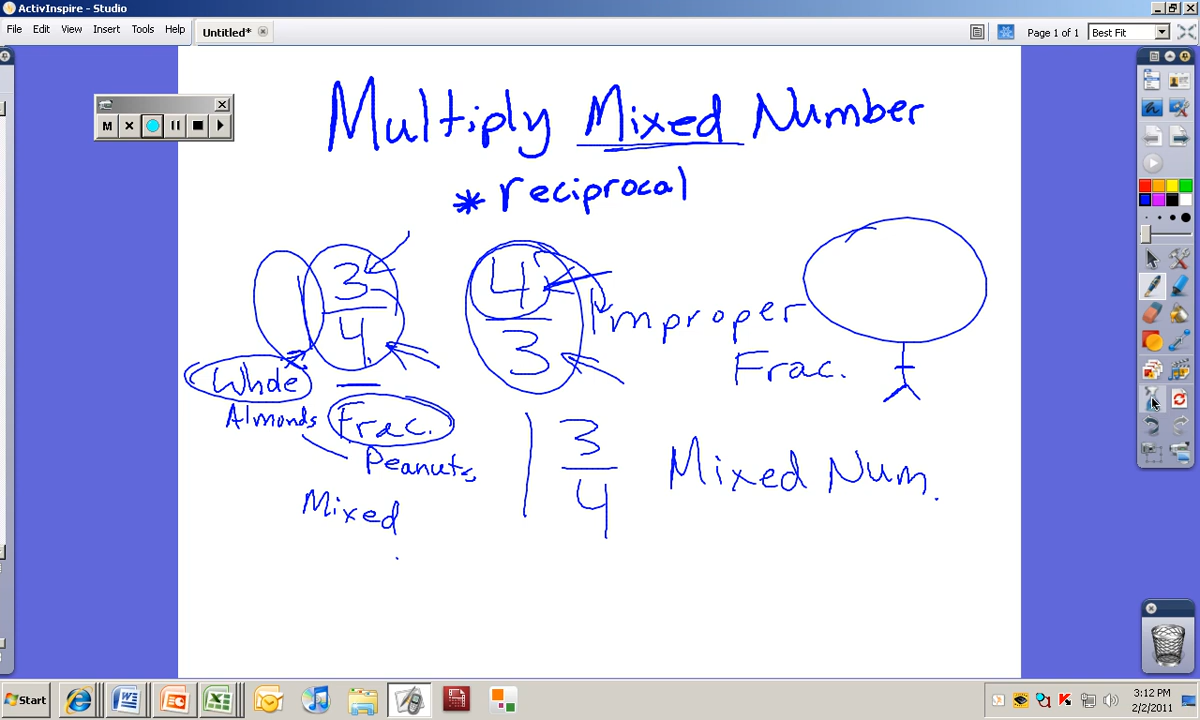 ActivInspire - Studio
File Edit View Insert Tools Help
Untitled*
Page 1 of 1
Best Fit
M
Multiply Mixed Number
* reciprocal
1 3/4
4/3
Improper
Frac.
Whole
Almonds
Frac.
Peanuts,
Mixed
1 3/4 Mixed Num.
Start
3:12 PM
2/2/2011